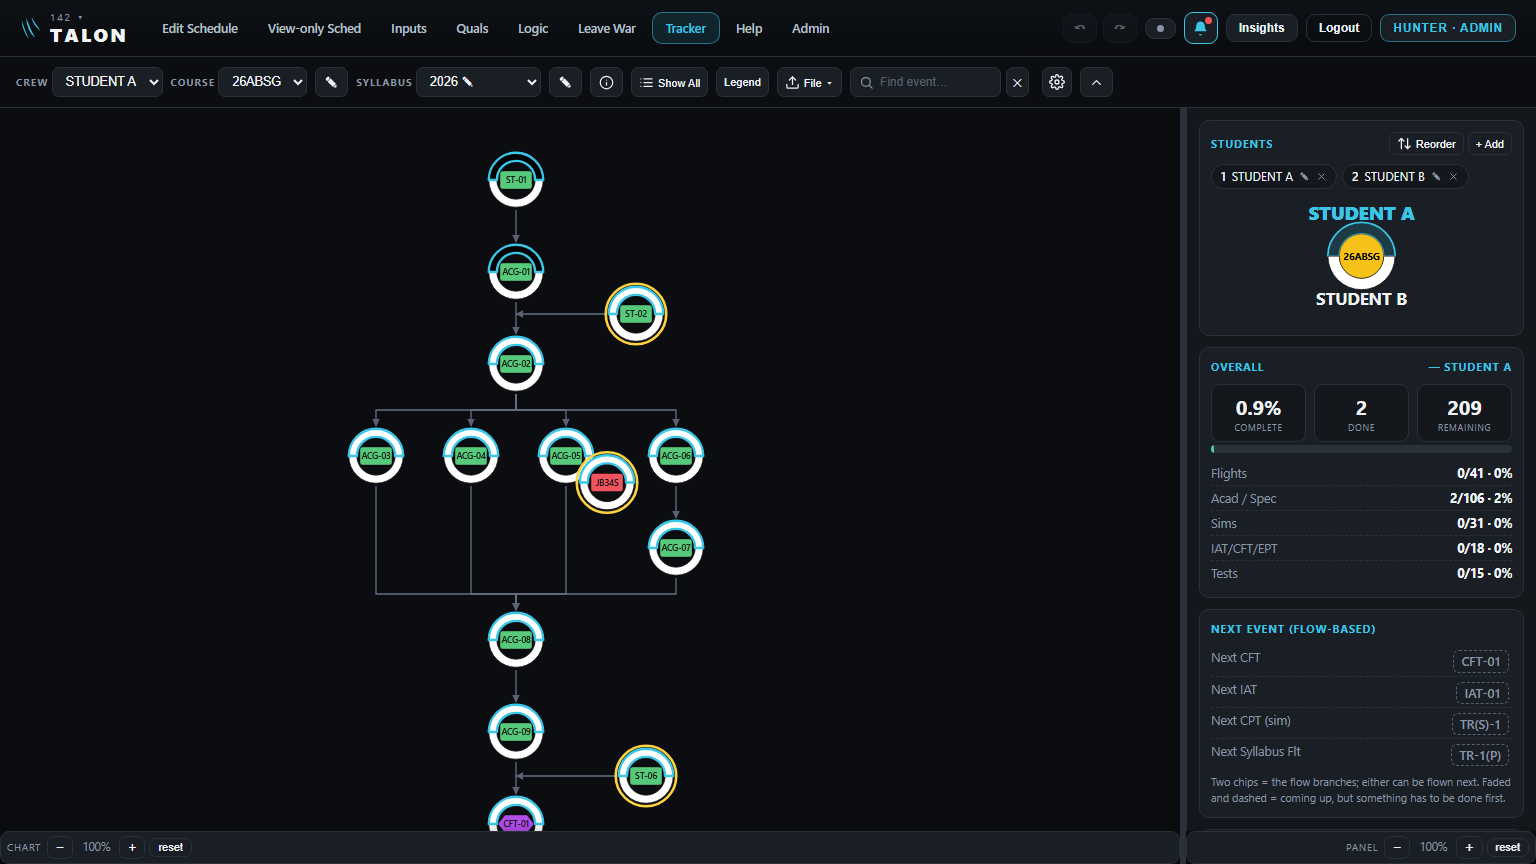 142
TALON
Edit Schedule
View-only Sched
Inputs
Quals
Logic
Leave War
Tracker
Help
Admin
Insights
Logout
HUNTER · ADMIN
CREW
STUDENT A
COURSE
26ABSG
SYLLABUS
2026
Show All
Legend
File
Find event...
ST-01
ACG-01
ST-02
ACG-02
ACG-03
ACG-04
ACG-05
ACG-06
JB34S
ACG-07
ACG-08
ACG-09
ST-06
CFT-01
CHART
−
100%
+
reset
STUDENTS
Reorder
+ Add
1 STUDENT A
2 STUDENT B
STUDENT A
26ABSG
STUDENT B
OVERALL
— STUDENT A
0.9%
COMPLETE
2
DONE
209
REMAINING
Flights 0/41 · 0%
Acad / Spec 2/106 · 2%
Sims 0/31 · 0%
IAT/CFT/EPT 0/18 · 0%
Tests 0/15 · 0%
NEXT EVENT (FLOW-BASED)
Next CFT CFT-01
Next IAT IAT-01
Next CPT (sim) TR(S)-1
Next Syllabus Flt TR-1(P)
Two chips = the flow branches; either can be flown next. Faded
and dashed = coming up, but something has to be done first.
PANEL
−
100%
+
reset